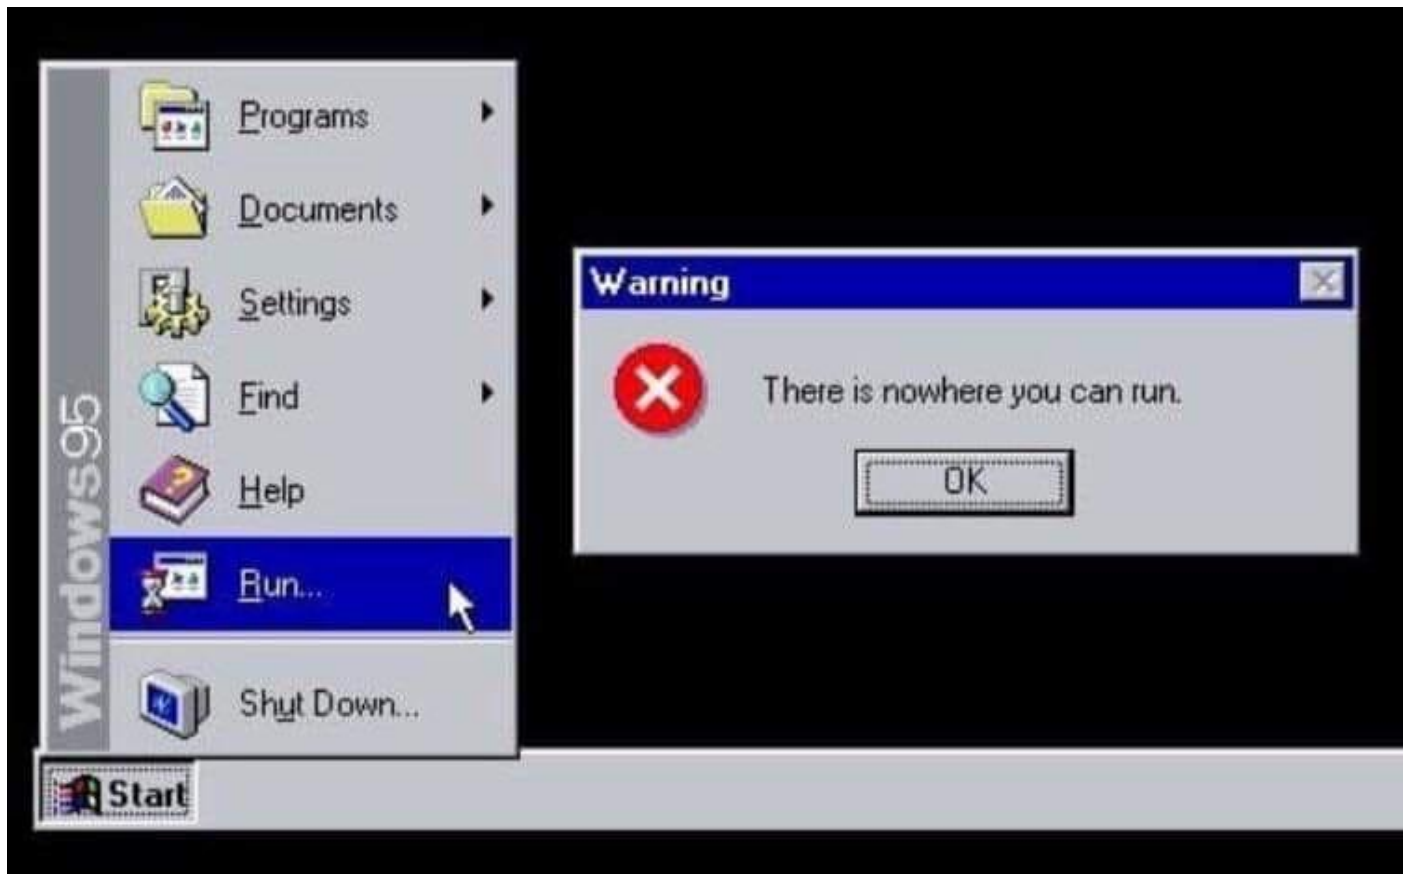 Programs
Documents
Settings
Find
Help
Run...
Shut Down...
Windows95
Start
Warning
There is nowhere you can run.
OK